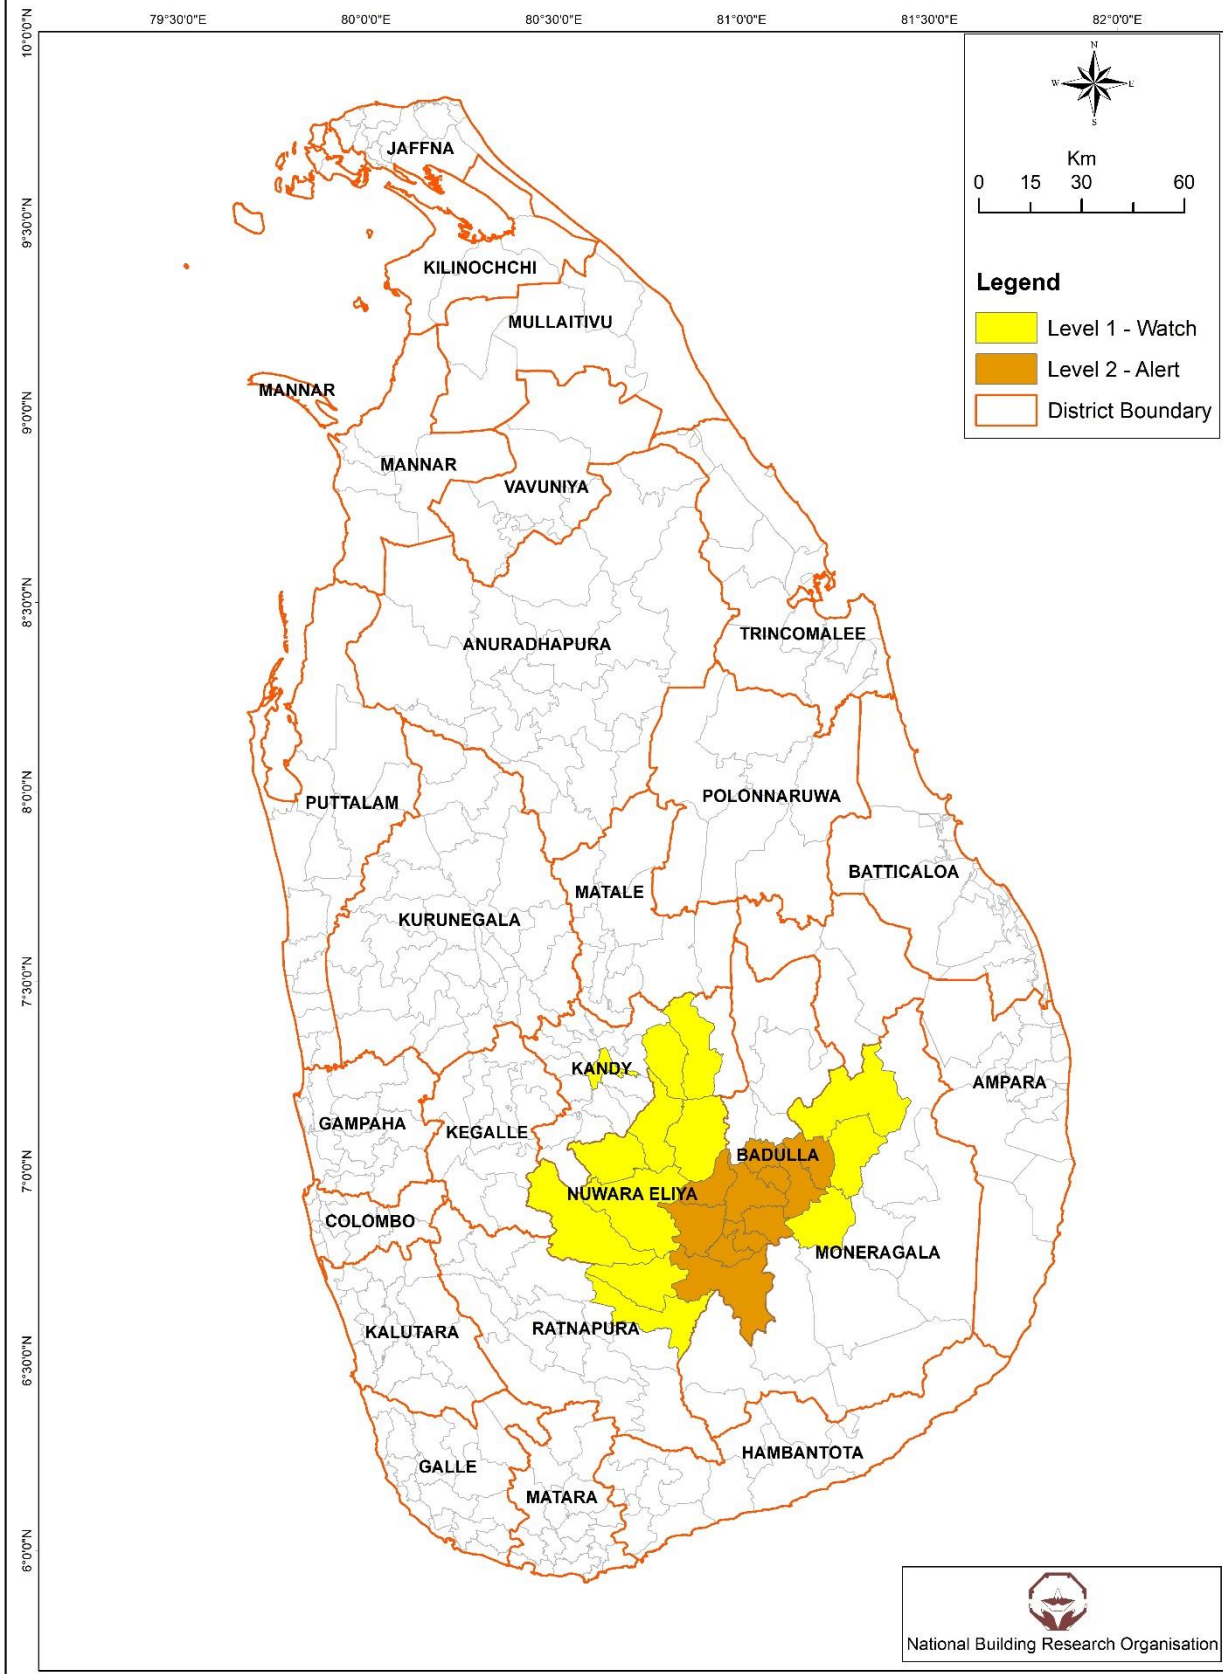 79°30'0"E 80°0'0"E 80°30'0"E 81°0'0"E 81°30'0"E 82°0'0"E
10°0'0"N
9°30'0"N
9°0'0"N
8°30'0"N
8°0'0"N
7°30'0"N
7°0'0"N
6°30'0"N
6°0'0"N
N
W E
S
Km
0 15 30 60
Legend
Level 1 - Watch
Level 2 - Alert
District Boundary
JAFFNA
KILINOCHCHI
MULLAITIVU
MANNAR
MANNAR
VAVUNIYA
TRINCOMALEE
ANURADHAPURA
POLONNARUWA
PUTTALAM
BATTICALOA
MATALE
KURUNEGALA
KANDY
AMPARA
GAMPAHA
KEGALLE
BADULLA
NUWARA ELIYA
COLOMBO
MONERAGALA
RATNAPURA
KALUTARA
HAMBANTOTA
GALLE
MATARA
National Building Research Organisation